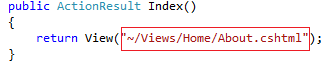 public ActionResult Index()
{
return View("~/Views/Home/About.cshtml");
}